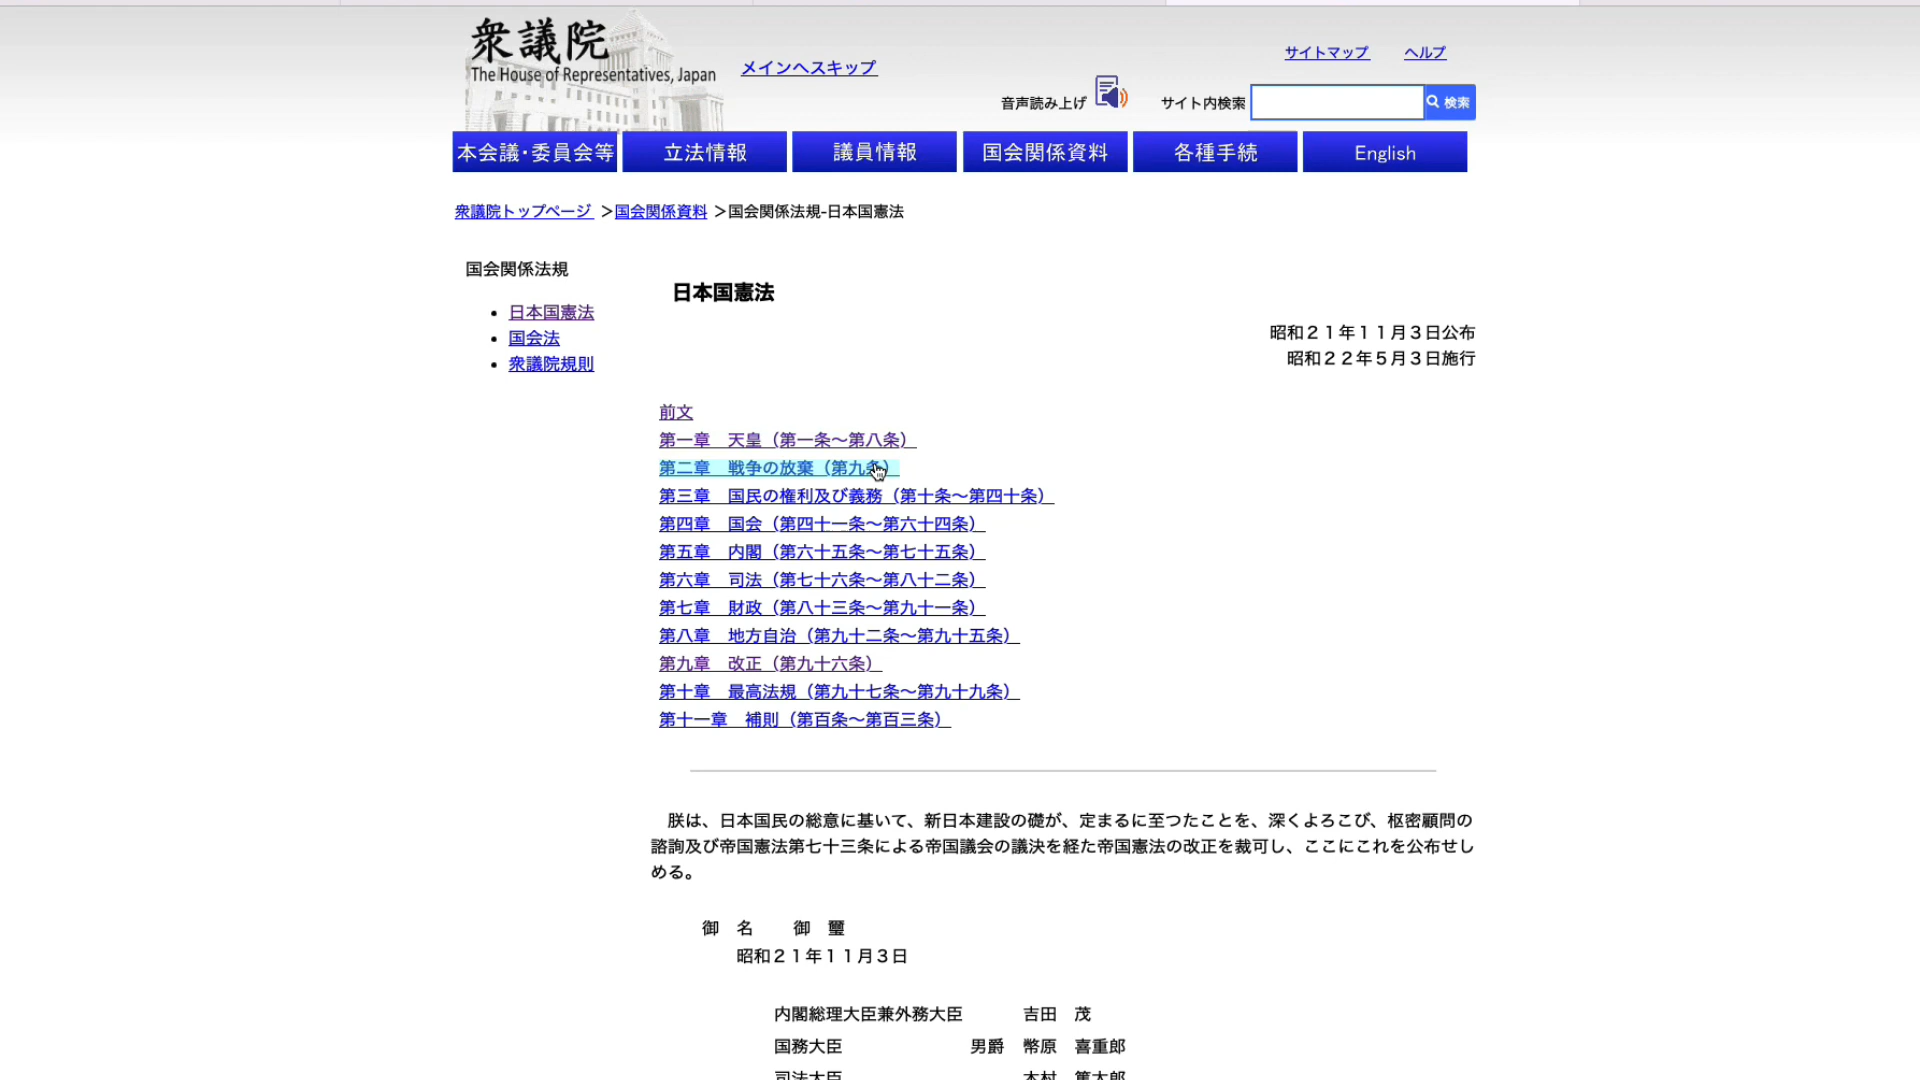 衆議院
The House of Representatives, Japan
メインへスキップ
サイトマップ ヘルプ
音声読み上げ サイト内検索 検索
本会議・委員会等 立法情報 議員情報 国会関係資料 各種手続 English
衆議院トップページ >国会関係資料 >国会関係法規-日本国憲法
国会関係法規
日本国憲法
国会法
衆議院規則
日本国憲法
昭和２１年１１月３日公布
昭和２２年５月３日施行
前文
第一章　天皇（第一条～第八条）
第二章　戦争の放棄（第九条）
第三章　国民の権利及び義務（第十条～第四十条）
第四章　国会（第四十一条～第六十四条）
第五章　内閣（第六十五条～第七十五条）
第六章　司法（第七十六条～第八十二条）
第七章　財政（第八十三条～第九十一条）
第八章　地方自治（第九十二条～第九十五条）
第九章　改正（第九十六条）
第十章　最高法規（第九十七条～第九十九条）
第十一章　補則（第百条～第百三条）
朕は、日本国民の総意に基いて、新日本建設の礎が、定まるに至つたことを、深くよろこび、枢密顧問の
諮詢及び帝国憲法第七十三条による帝国議会の議決を経た帝国憲法の改正を裁可し、ここにこれを公布せし
める。
御　名　　御　璽
昭和２１年１１月３日
内閣総理大臣兼外務大臣　吉田　茂
国務大臣　男爵　幣原　喜重郎
司法大臣　木村　篤太郎